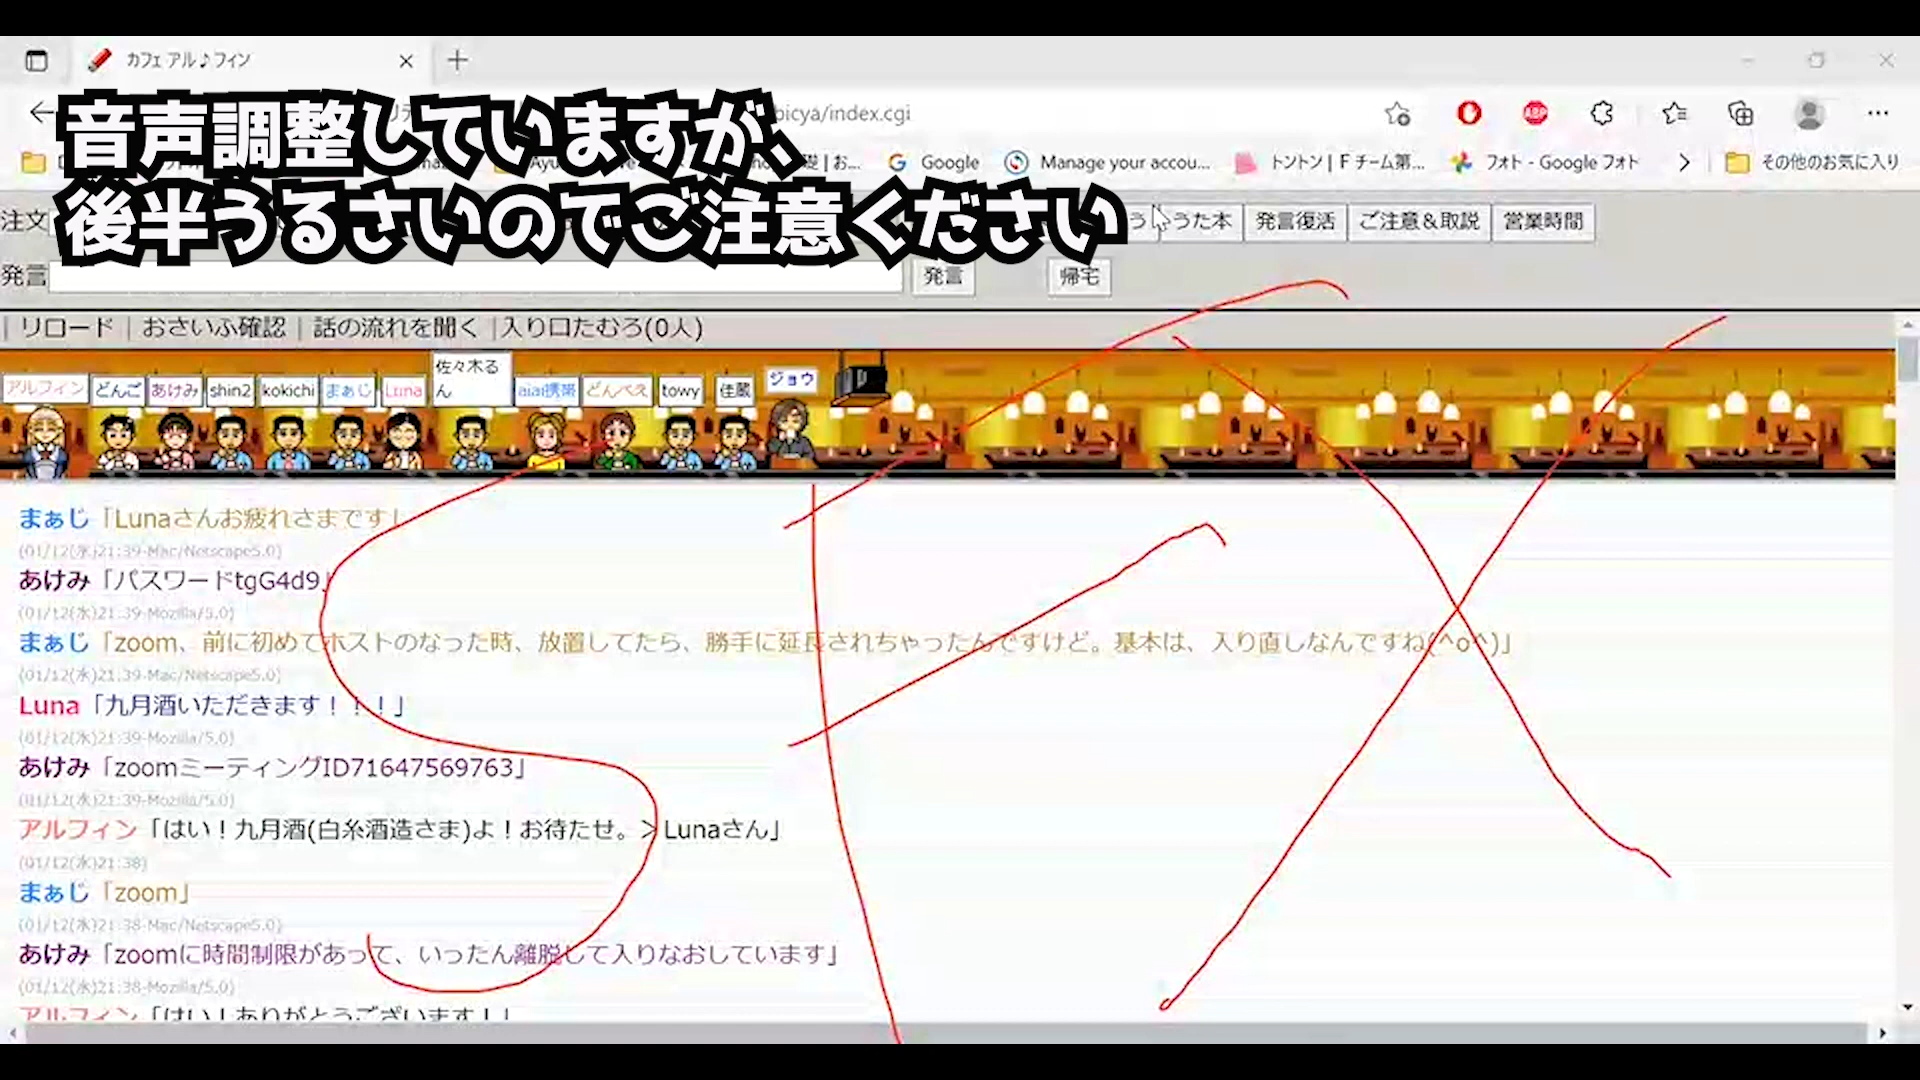 カフェ アル♪フィン
音声調整していますが、
後半うるさいのでご注意ください
bicya/index.cgi
Google
Manage your accou...
トントン | F チーム第...
フォト - Google フォト
その他のお気に入り
注文
うた本
発言復活
ご注意＆取説
営業時間
発言
発言
帰宅
| リロード | おさいふ確認 | 話の流れを聞く |入り口たむろ(0人)
アルフィン
どんご
あけみ
shin2
kokichi
まぁじ
Luna
佐々木るん
aiai携帯
どんべえ
towy
佳蔵
ジョウ
まぁじ「Lunaさんお疲れさまです」
(01/12(水)21:39-Mac/Netscape5.0)
あけみ「パスワードtgG4d9」
(01/12(水)21:39-Mozilla/5.0)
まぁじ「zoom、前に初めてホストのなった時、放置してたら、勝手に延長されちゃったんですけど。基本は、入り直しなんですね(^o^)」
(01/12(水)21:39-Mac/Netscape5.0)
Luna「九月酒いただきます！！！」
(01/12(水)21:39-Mozilla/5.0)
あけみ「zoomミーティングID71647569763」
(01/12(水)21:39-Mozilla/5.0)
アルフィン「はい！九月酒(白糸酒造さま)よ！お待たせ。＞Lunaさん」
(01/12(水)21:38)
まぁじ「zoom」
(01/12(水)21:38-Mac/Netscape5.0)
あけみ「zoomに時間制限があって、いったん離脱して入りなおしています」
(01/12(水)21:38-Mozilla/5.0)
アルフィン「はい！ありがとうございます！」